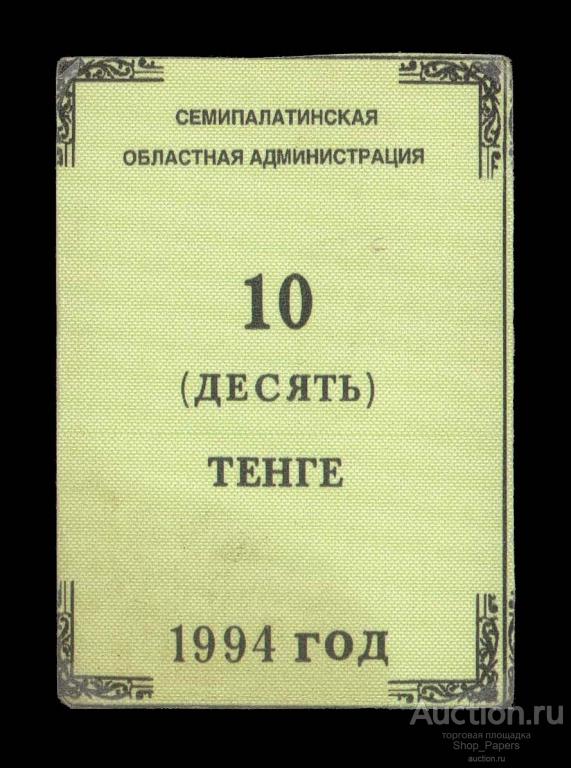 СЕМИПАЛАТИНСКАЯ
ОБЛАСТНАЯ АДМИНИСТРАЦИЯ
10
(ДЕСЯТЬ)
ТЕНГЕ
1994 ГОД
Auction.ru
торговая площадка
Shop_Papers
auction.ru